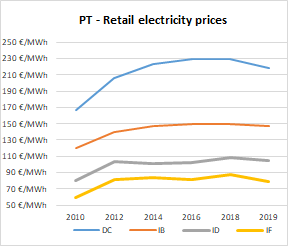 PT - Retail electricity prices
250 €/MWh
230 €/MWh
210 €/MWh
190 €/MWh
170 €/MWh
150 €/MWh
130 €/MWh
110 €/MWh
90 €/MWh
70 €/MWh
50 €/MWh
2010 2012 2014 2016 2018 2019
DC IB ID IF